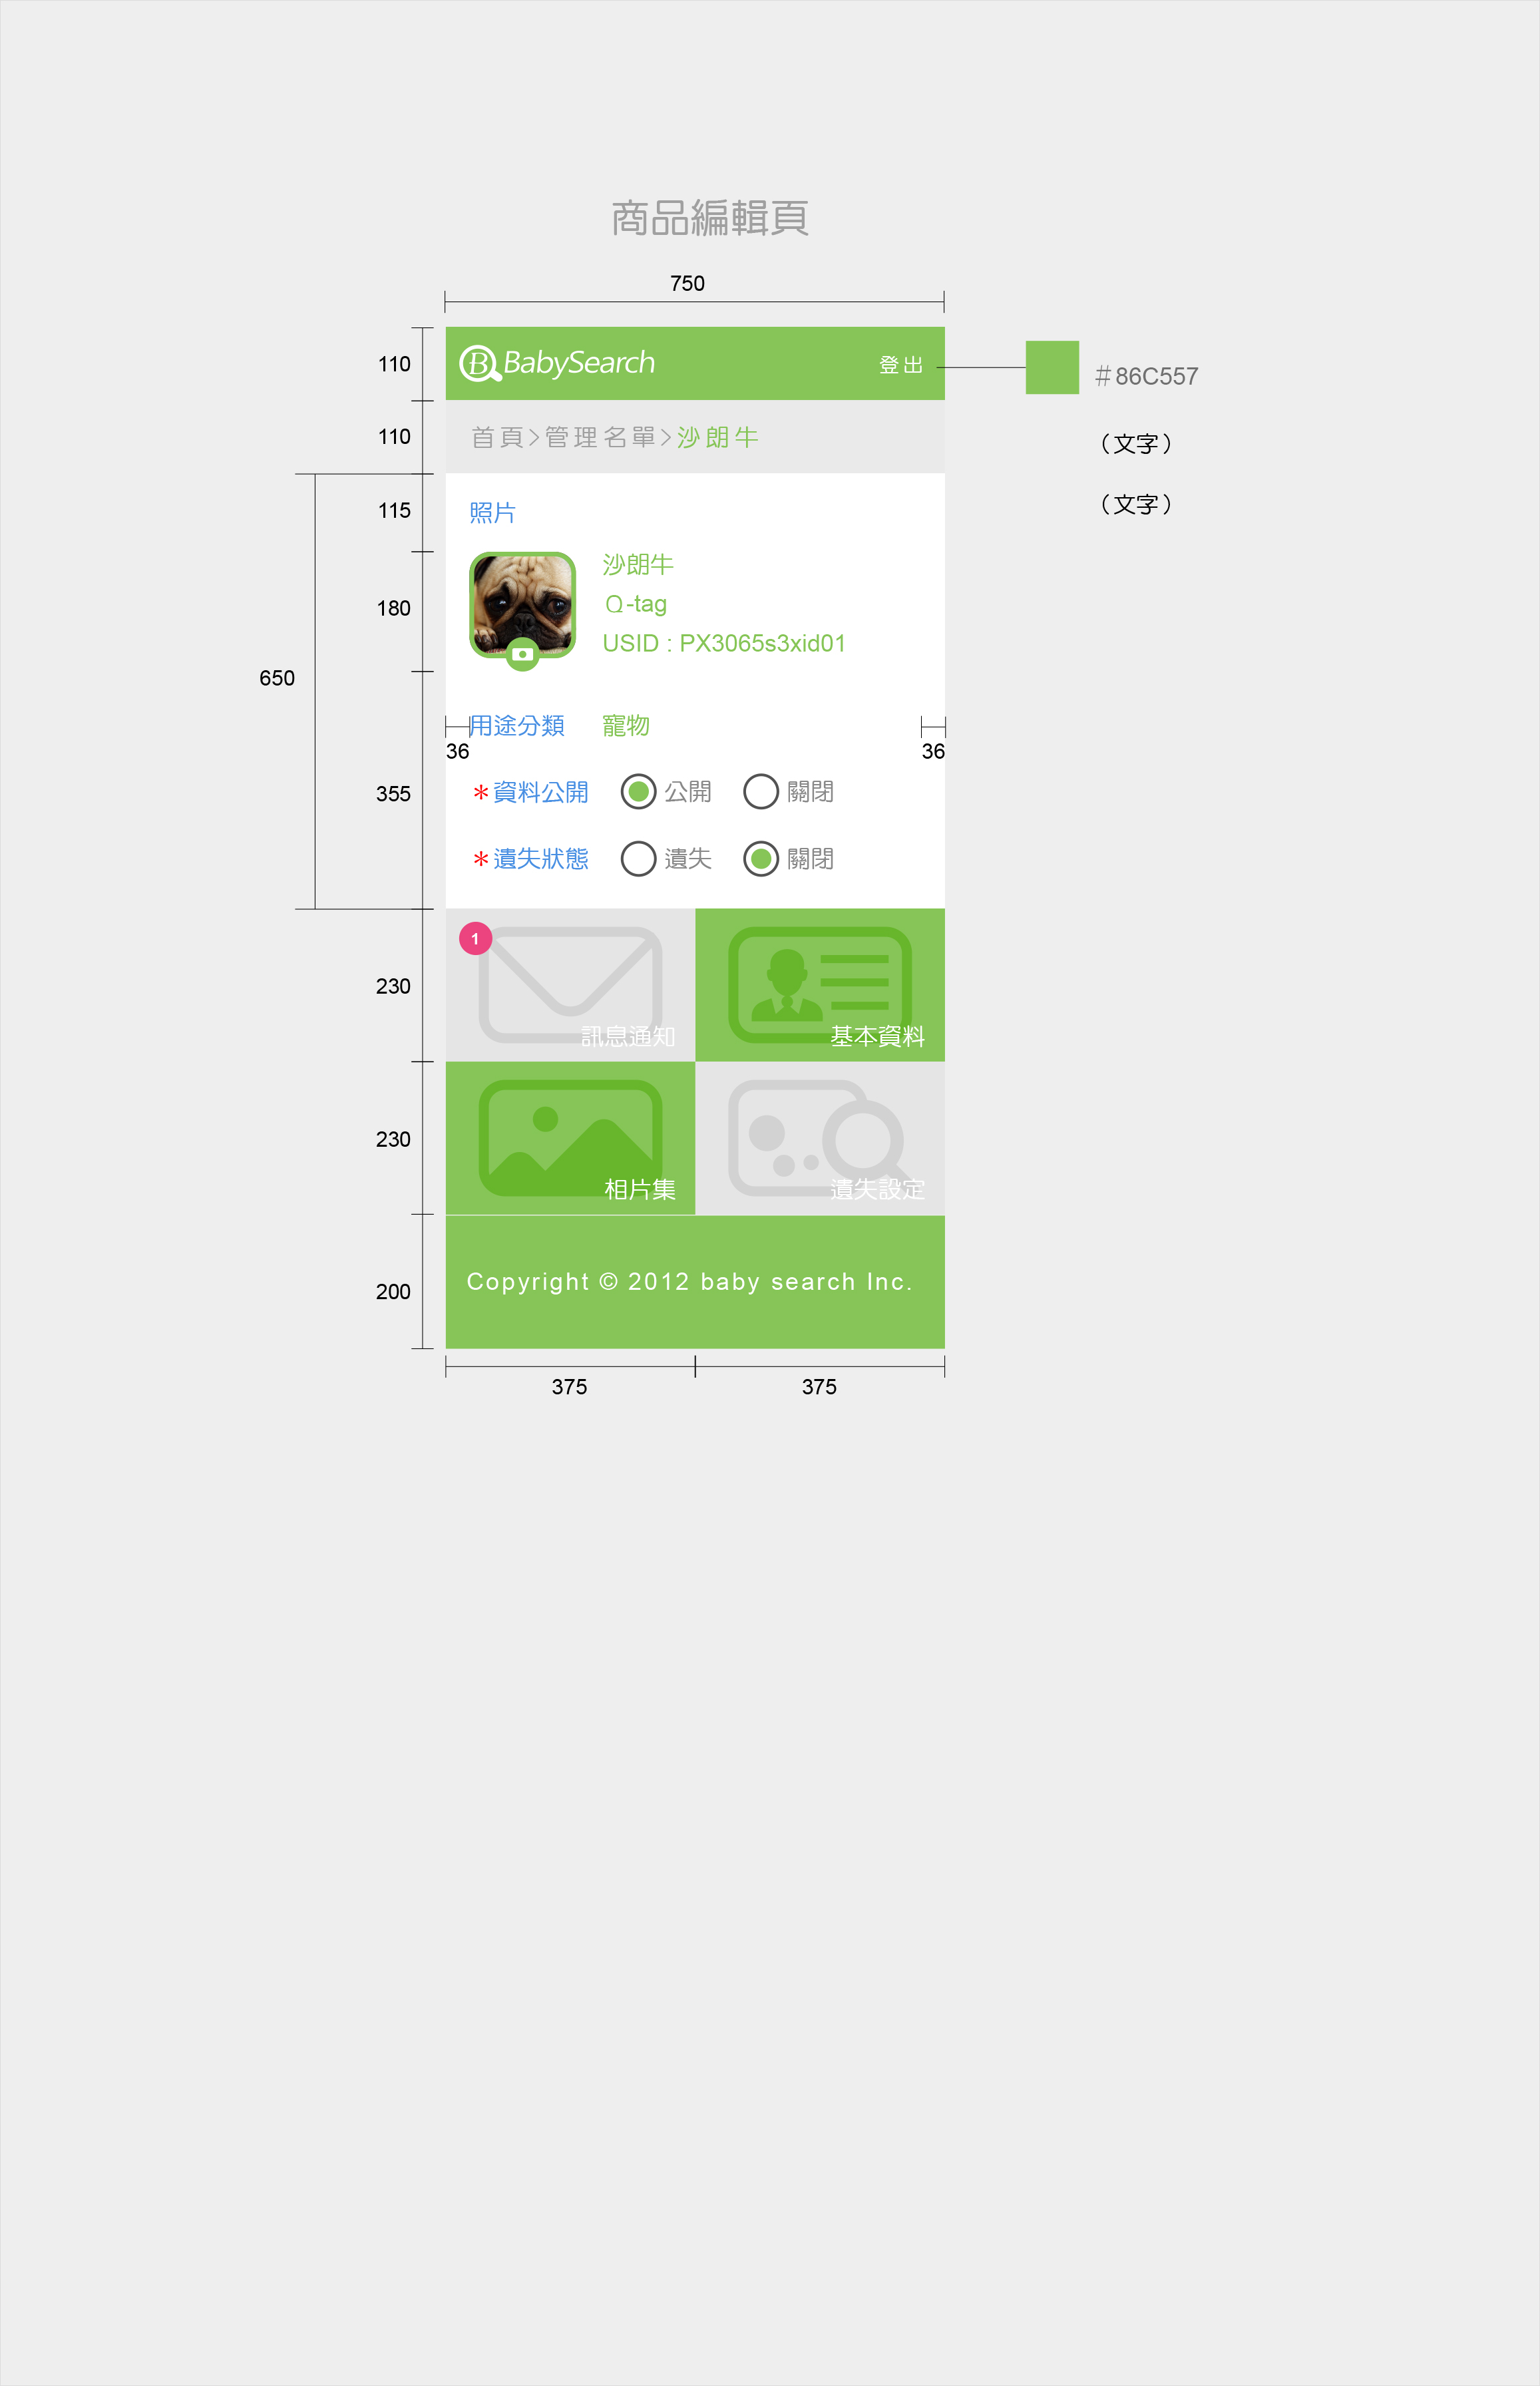 商品編輯頁
750
110
BabySearch
登出
＃86C557
110
首頁>管理名單>沙朗牛
（文字）
115
照片
（文字）
沙朗牛
180
Q-tag
USID : PX3065s3xid01
650
用途分類 寵物
36
36
355
＊資料公開 公開 關閉
＊遺失狀態 遺失 關閉
1
230
訊息通知
基本資料
230
相片集
遺失設定
200
Copyright © 2012 baby search Inc.
375
375